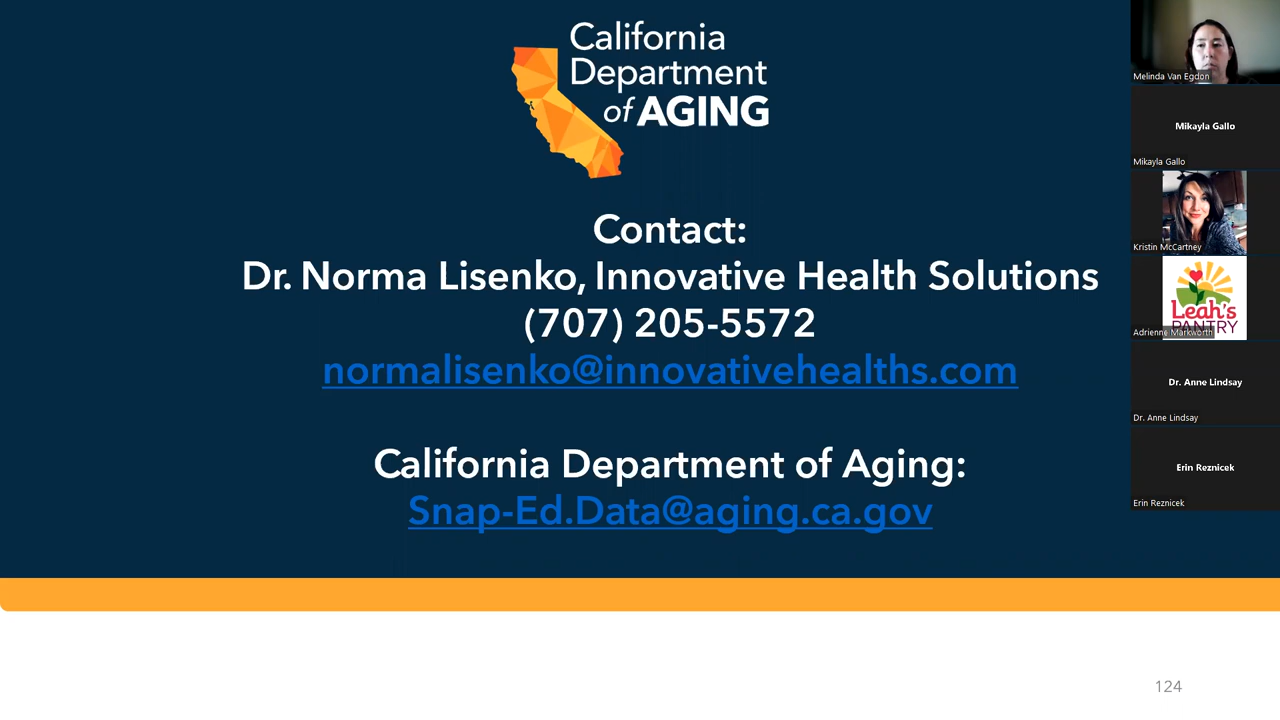 California
Department
of AGING
Contact:
Dr. Norma Lisenko, Innovative Health Solutions
(707) 205-5572
normalisenko@innovativehealths.com
California Department of Aging:
Snap-Ed.Data@aging.ca.gov
124
Melinda Van Egdon
Mikayla Gallo
Mikayla Gallo
Kristin McCartney
Leah's
PANTRY
Adrienne Markworth
Dr. Anne Lindsay
Dr. Anne Lindsay
Erin Reznicek
Erin Reznicek